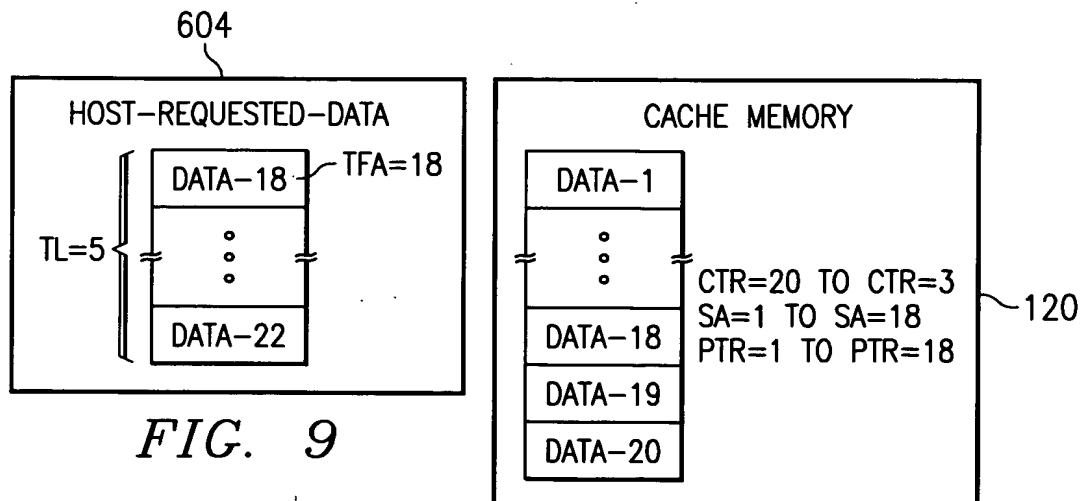 604
HOST-REQUESTED-DATA
DATA-18
TFA=18
TL=5
DATA-22
FIG. 9
CACHE MEMORY
DATA-1
CTR=20 TO CTR=3
SA=1 TO SA=18
PTR=1 TO PTR=18
120
DATA-18
DATA-19
DATA-20